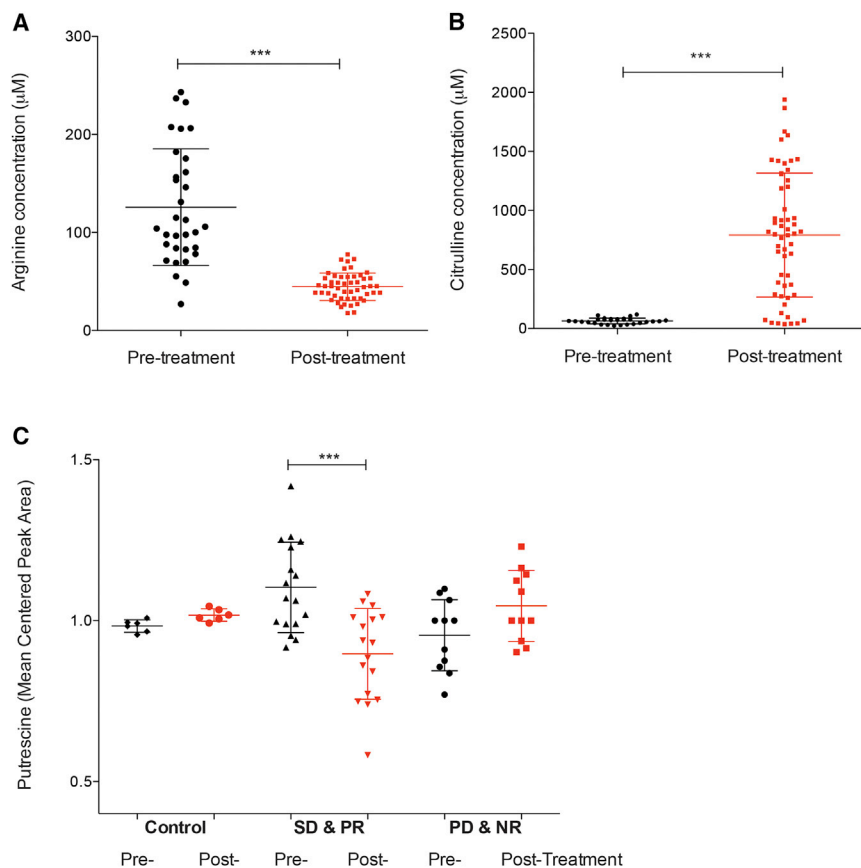 A
300
200
100
0
Arginine concentration (µM)
***
Pre-treatment Post-treatment
B
2500
2000
1500
1000
500
0
Citrulline concentration (µM)
***
Pre-treatment Post-treatment
C
1.5
1.0
0.5
Putrescine (Mean Centered Peak Area)
***
Control SD & PR PD & NR
Pre- Post- Pre- Post- Pre- Post-Treatment